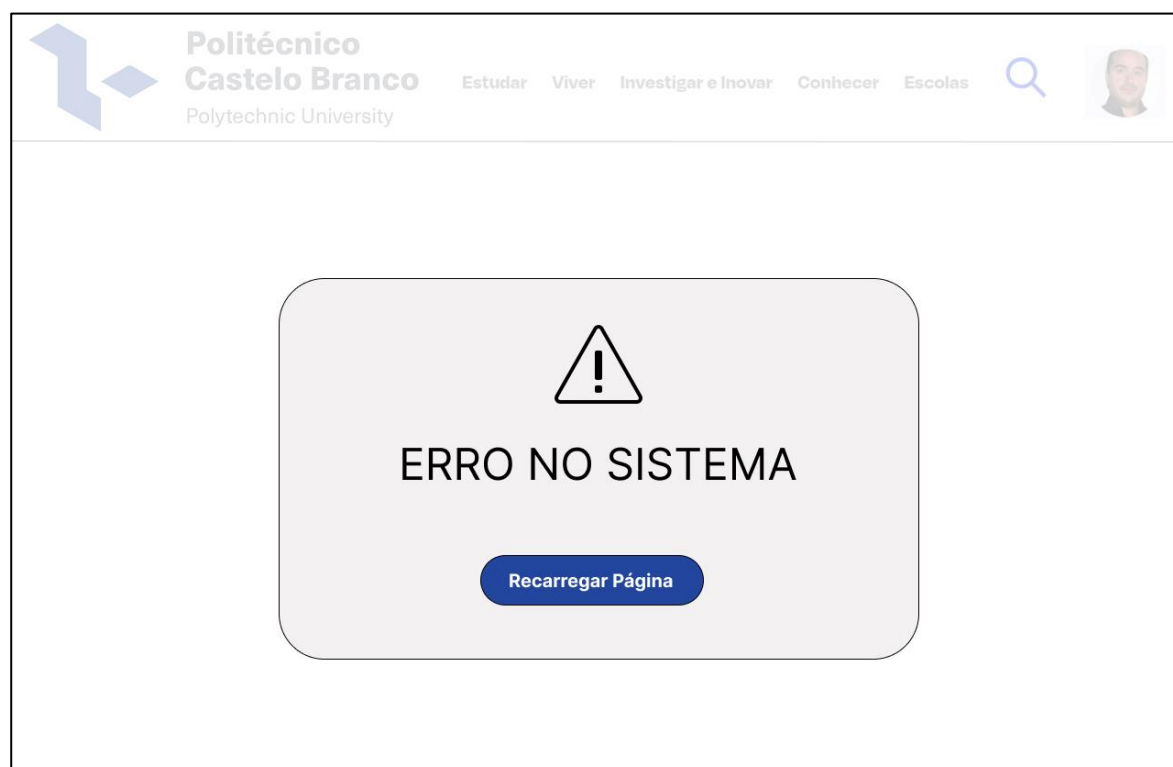 Politécnico
Castelo Branco
Polytechnic University
Estudar Viver Investigar e Inovar Conhecer Escolas
ERRO NO SISTEMA
Recarregar Página